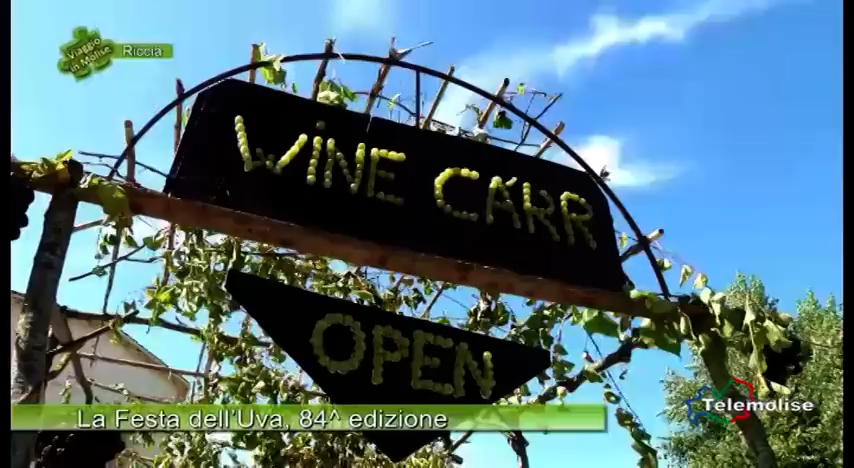 Viaggio
in Molise
Riccia
WINE CARR
OPEN
La Festa dell'Uva, 84^ edizione
Telemolise